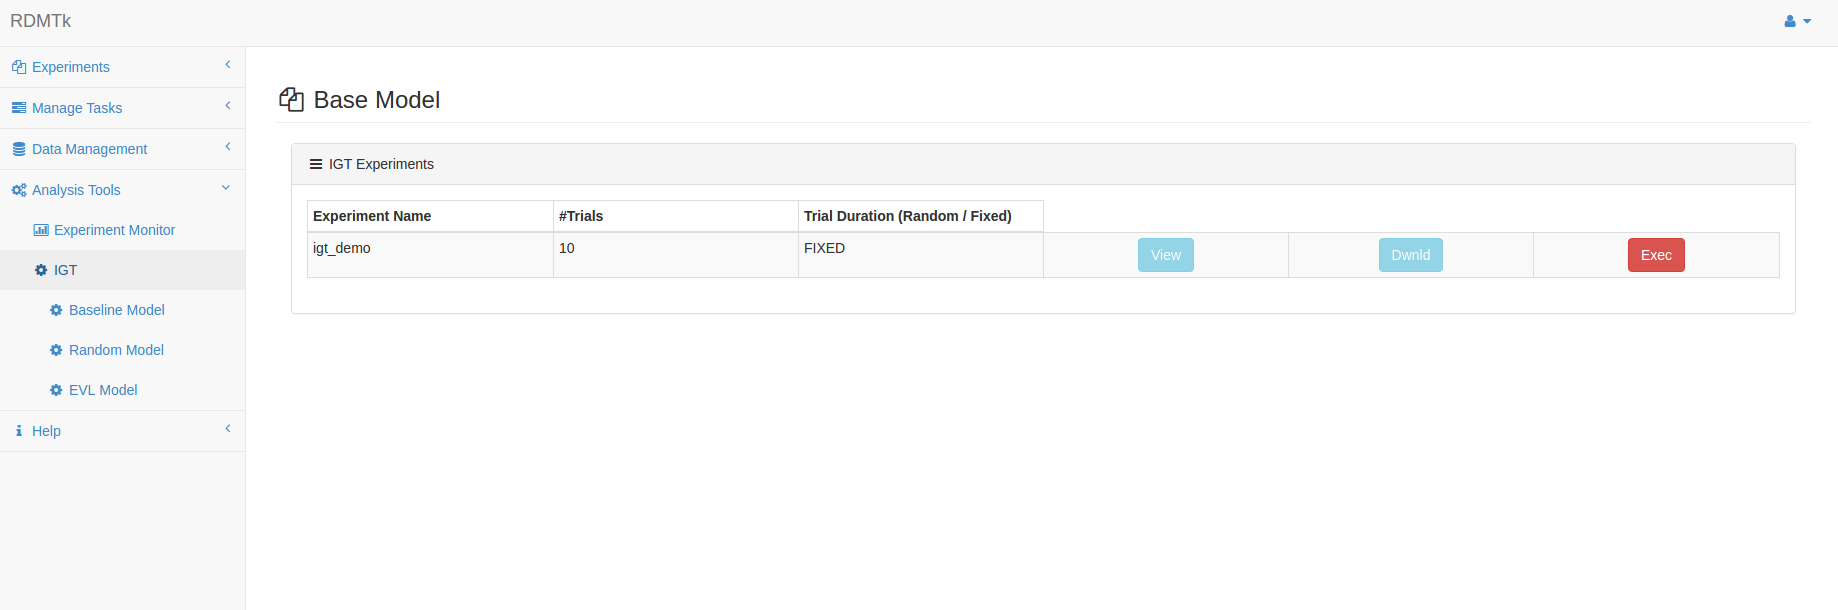 RDMTk
Experiments
Manage Tasks
Data Management
Analysis Tools
Experiment Monitor
IGT
Baseline Model
Random Model
EVL Model
Help
Base Model
IGT Experiments
Experiment Name #Trials Trial Duration (Random / Fixed)
igt_demo 10 FIXED View Dwnld Exec